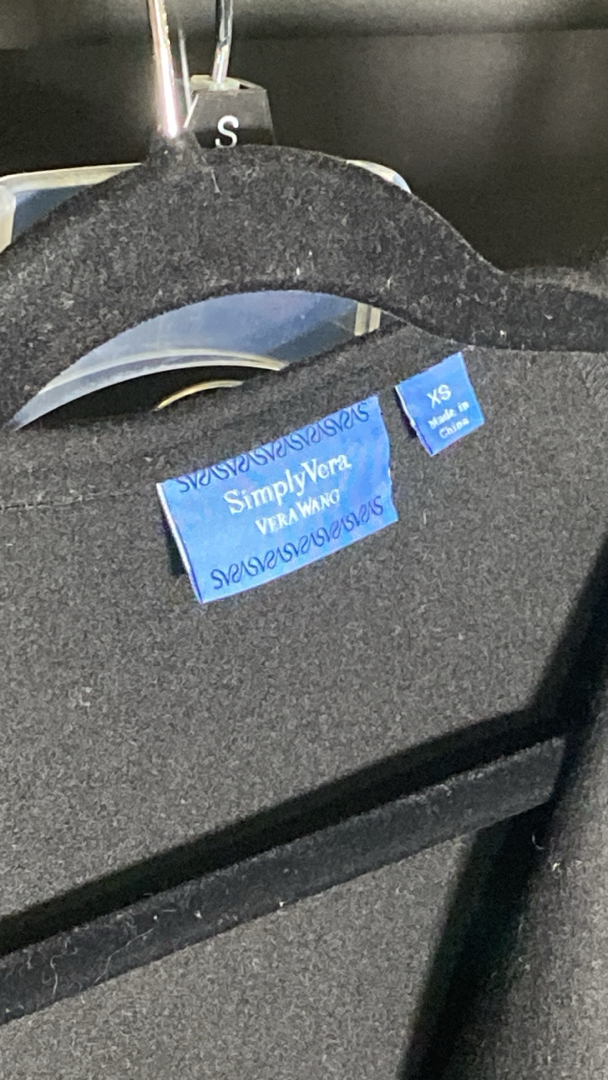 S
SimplyVera
VERA WANG
XS
Made in
China